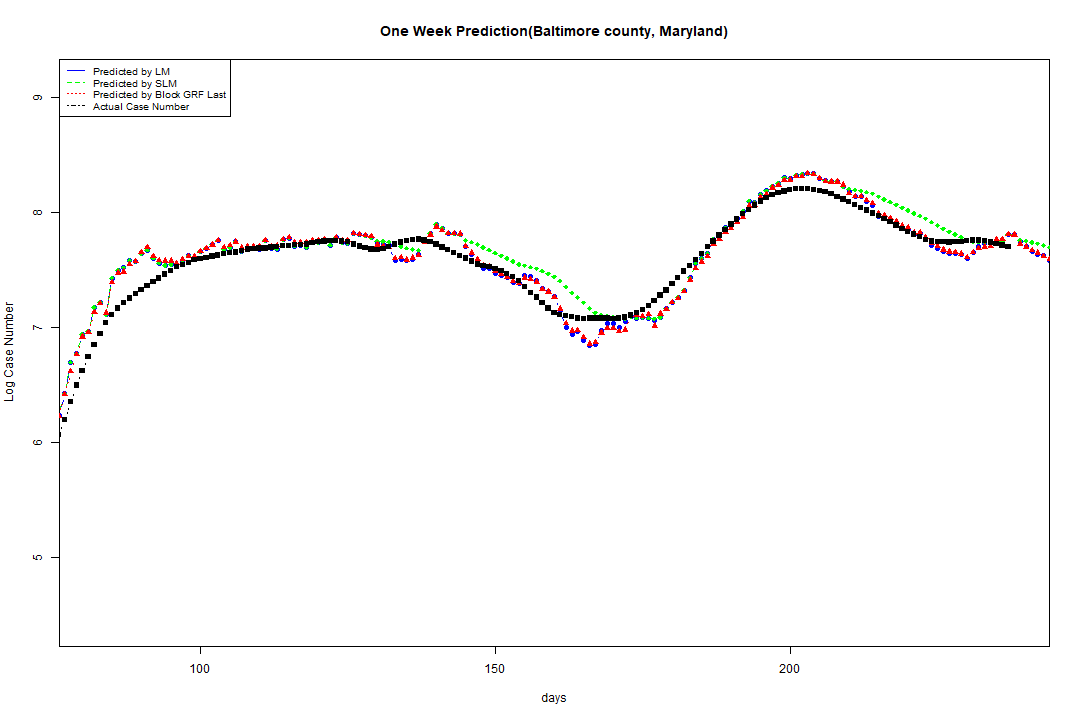 One Week Prediction(Baltimore county, Maryland)
Predicted by LM
Predicted by SLM
Predicted by Block GRF Last
Actual Case Number
9
8
7
6
5
Log Case Number
100 150 200
days